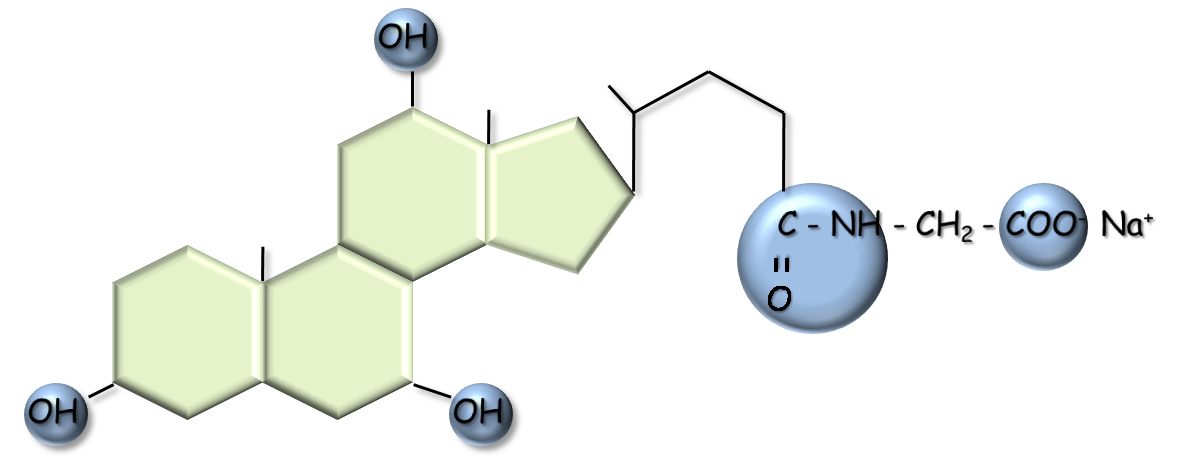 OH
C - NH - CH₂ - COO⁻ Na⁺
=
O
OH
OH